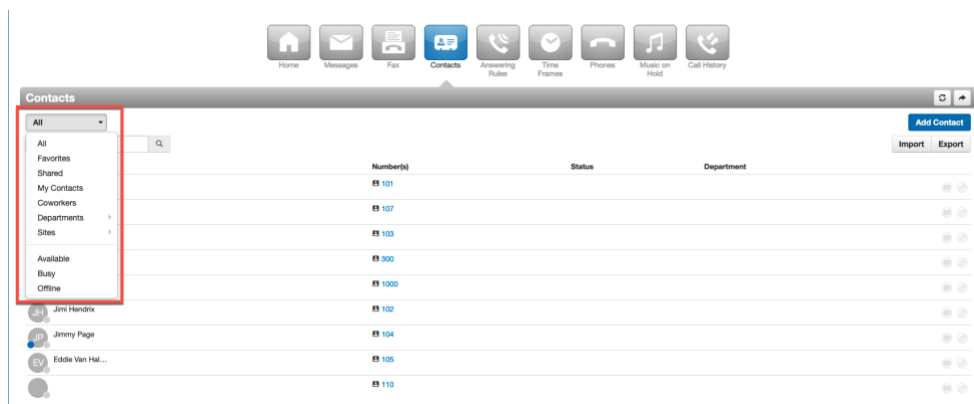 Home Messages Fax Contacts Answering Rules Time Frames Phones Music on Hold Call History
Contacts
All
Add Contact
Import Export
All
Favorites
Shared
My Contacts
Coworkers
Departments
Sites
Available
Busy
Offline
Number(s) Status Department
101
107
103
300
1000
JH Jimi Hendrix 102
JP Jimmy Page 104
EV Eddie Van Hal... 105
110